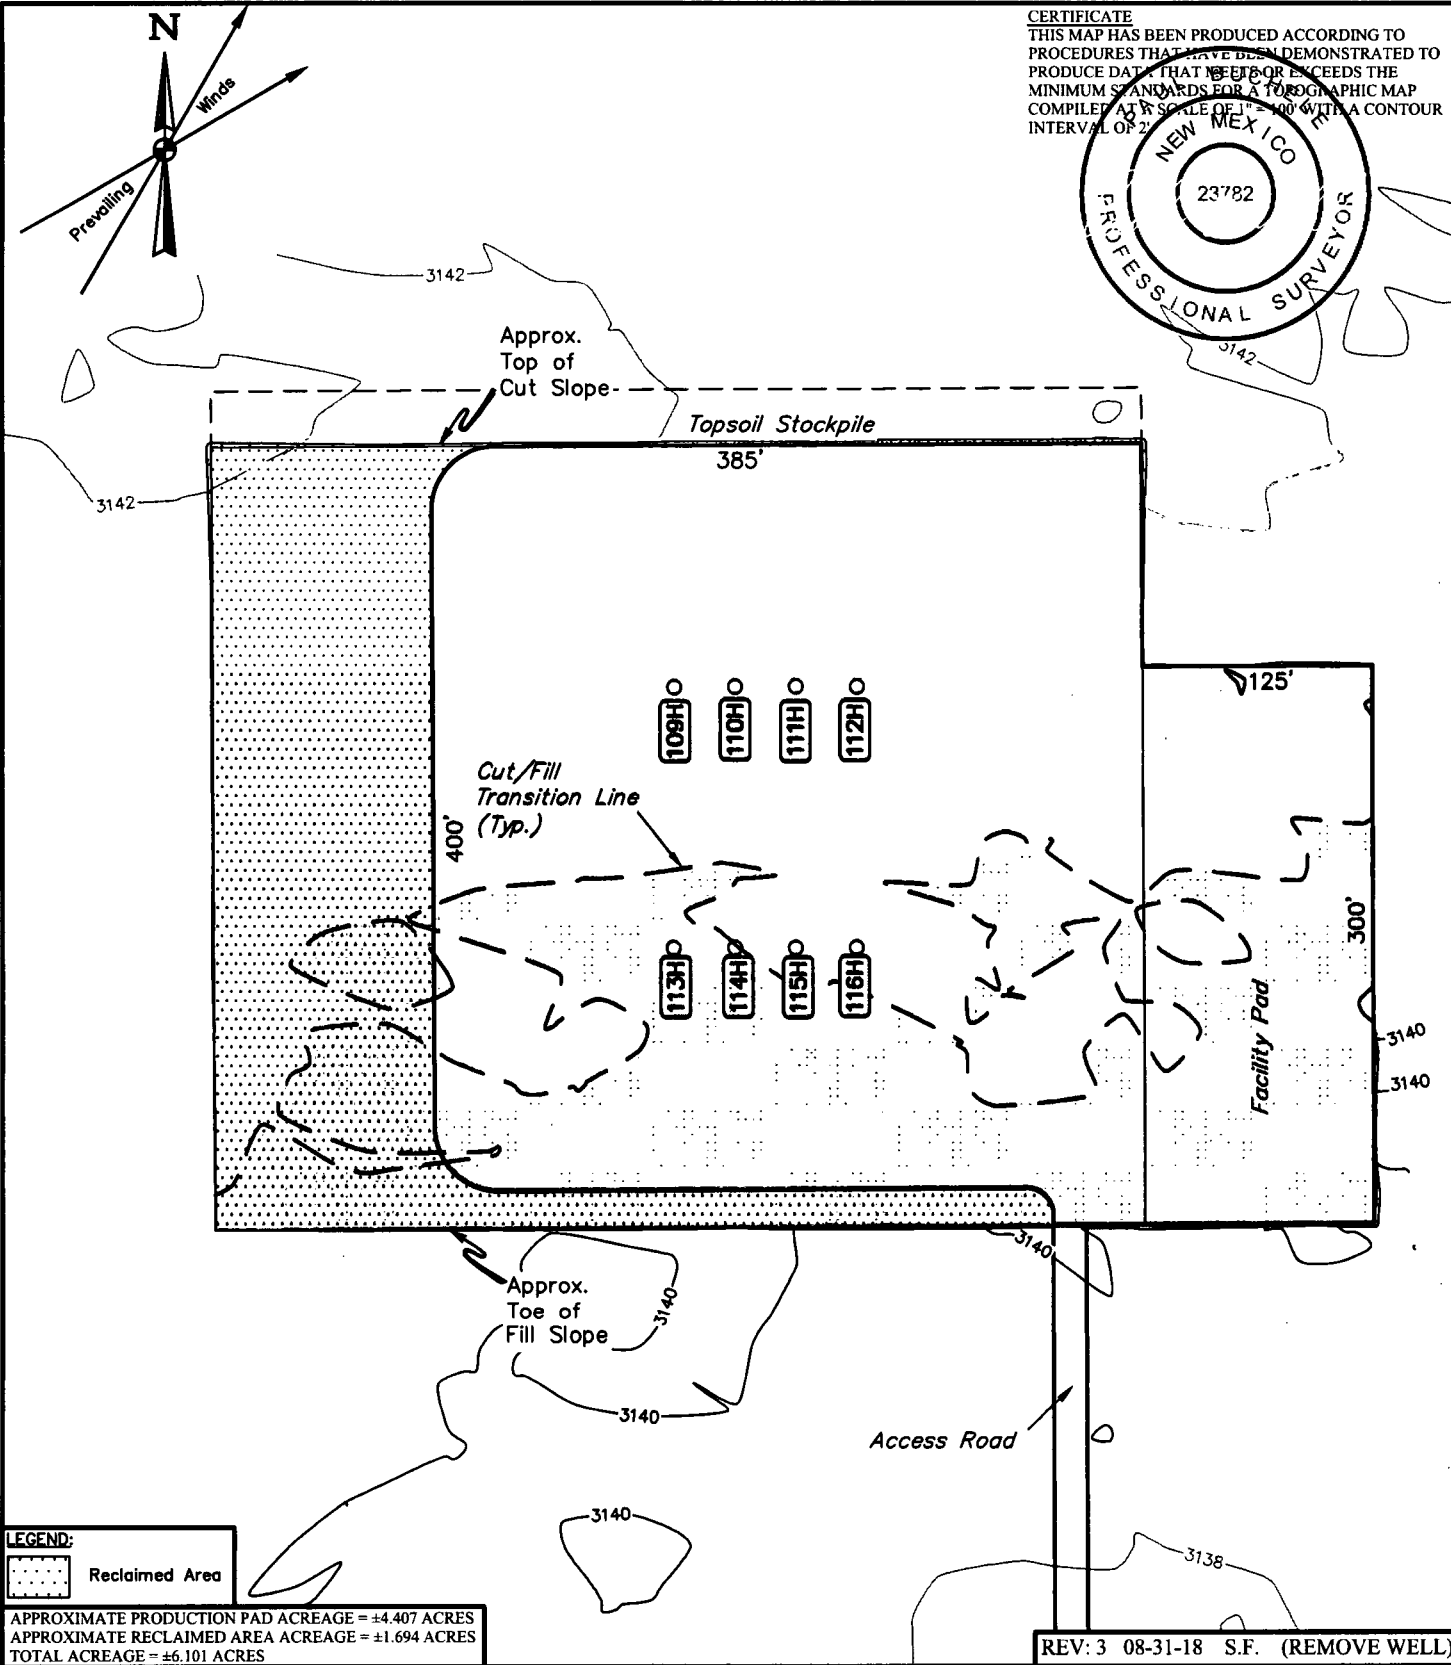 N
Winds
Prevailing
CERTIFICATE
THIS MAP HAS BEEN PRODUCED ACCORDING TO
PROCEDURES THAT HAVE BEEN DEMONSTRATED TO
PRODUCE DATA THAT MEETS OR EXCEEDS THE
MINIMUM STANDARDS FOR A TOPOGRAPHIC MAP
COMPILED AT A SCALE OF 1" = 100' WITH A CONTOUR
INTERVAL OF 2'
BUCHELE
NEW MEXICO
23782
PROFESSIONAL SURVEYOR
3142
3142
Approx.
Top of
Cut Slope
Topsoil Stockpile
385'
3142
125'
109H
110H
111H
112H
Cut/Fill
Transition Line
(Typ.)
400'
300'
113H
114H
115H
116H
Facility Pad
3140
3140
3140
Approx.
Toe of
Fill Slope
3140
3140
Access Road
3140
3138
LEGEND:
Reclaimed Area
APPROXIMATE PRODUCTION PAD ACREAGE = ±4.407 ACRES
APPROXIMATE RECLAIMED AREA ACREAGE = ±1.694 ACRES
TOTAL ACREAGE = ±6.101 ACRES
REV: 3 08-31-18 S.F. (REMOVE WELL)